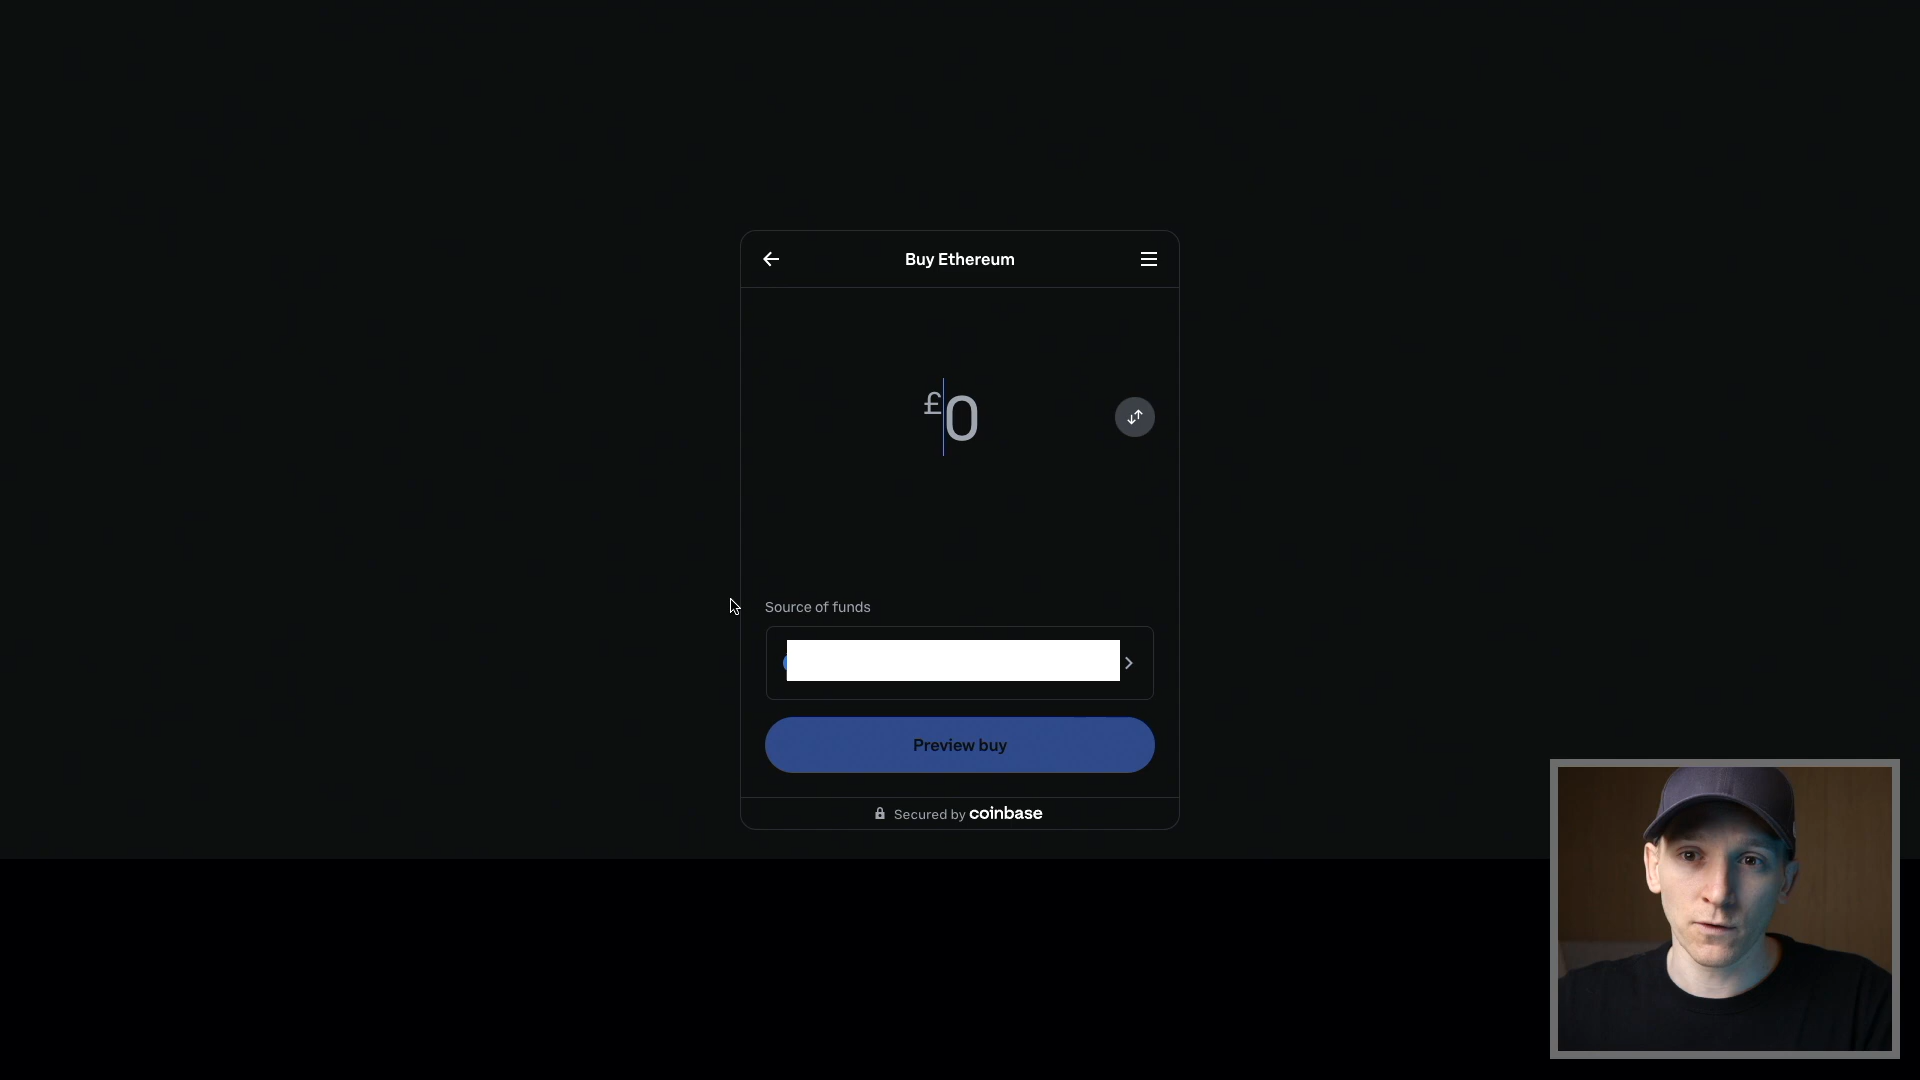 Buy Ethereum
£0
Source of funds
Preview buy
Secured by coinbase